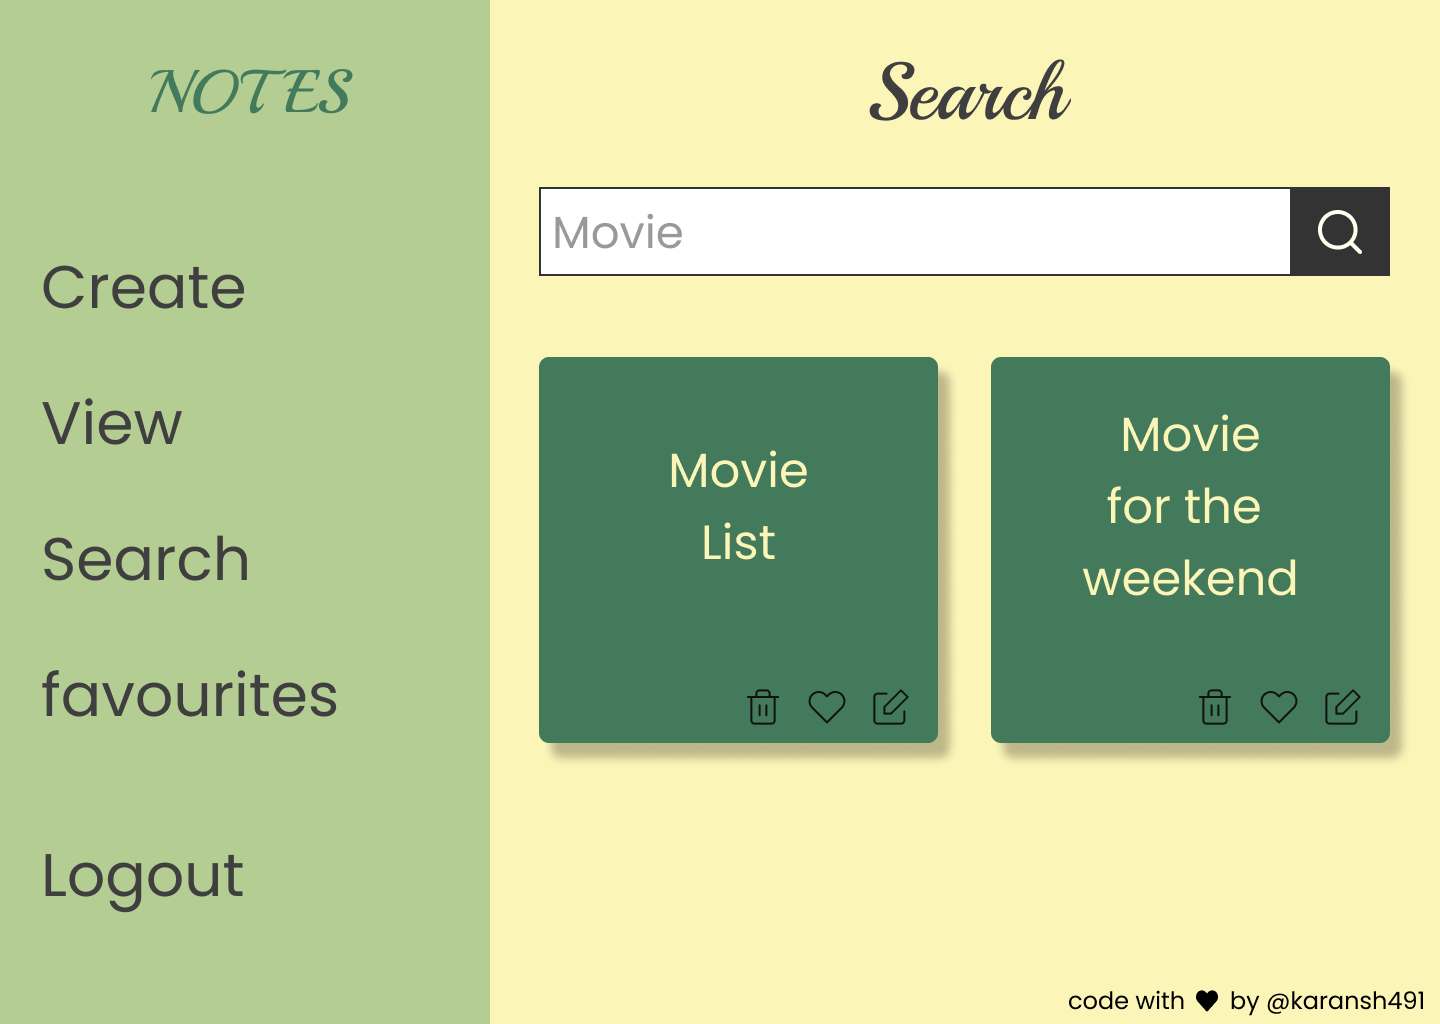 NOTES
Create
View
Search
favourites
Logout
Search
Movie
Movie
List
Movie
for the
weekend
code with ♥ by @karansh491